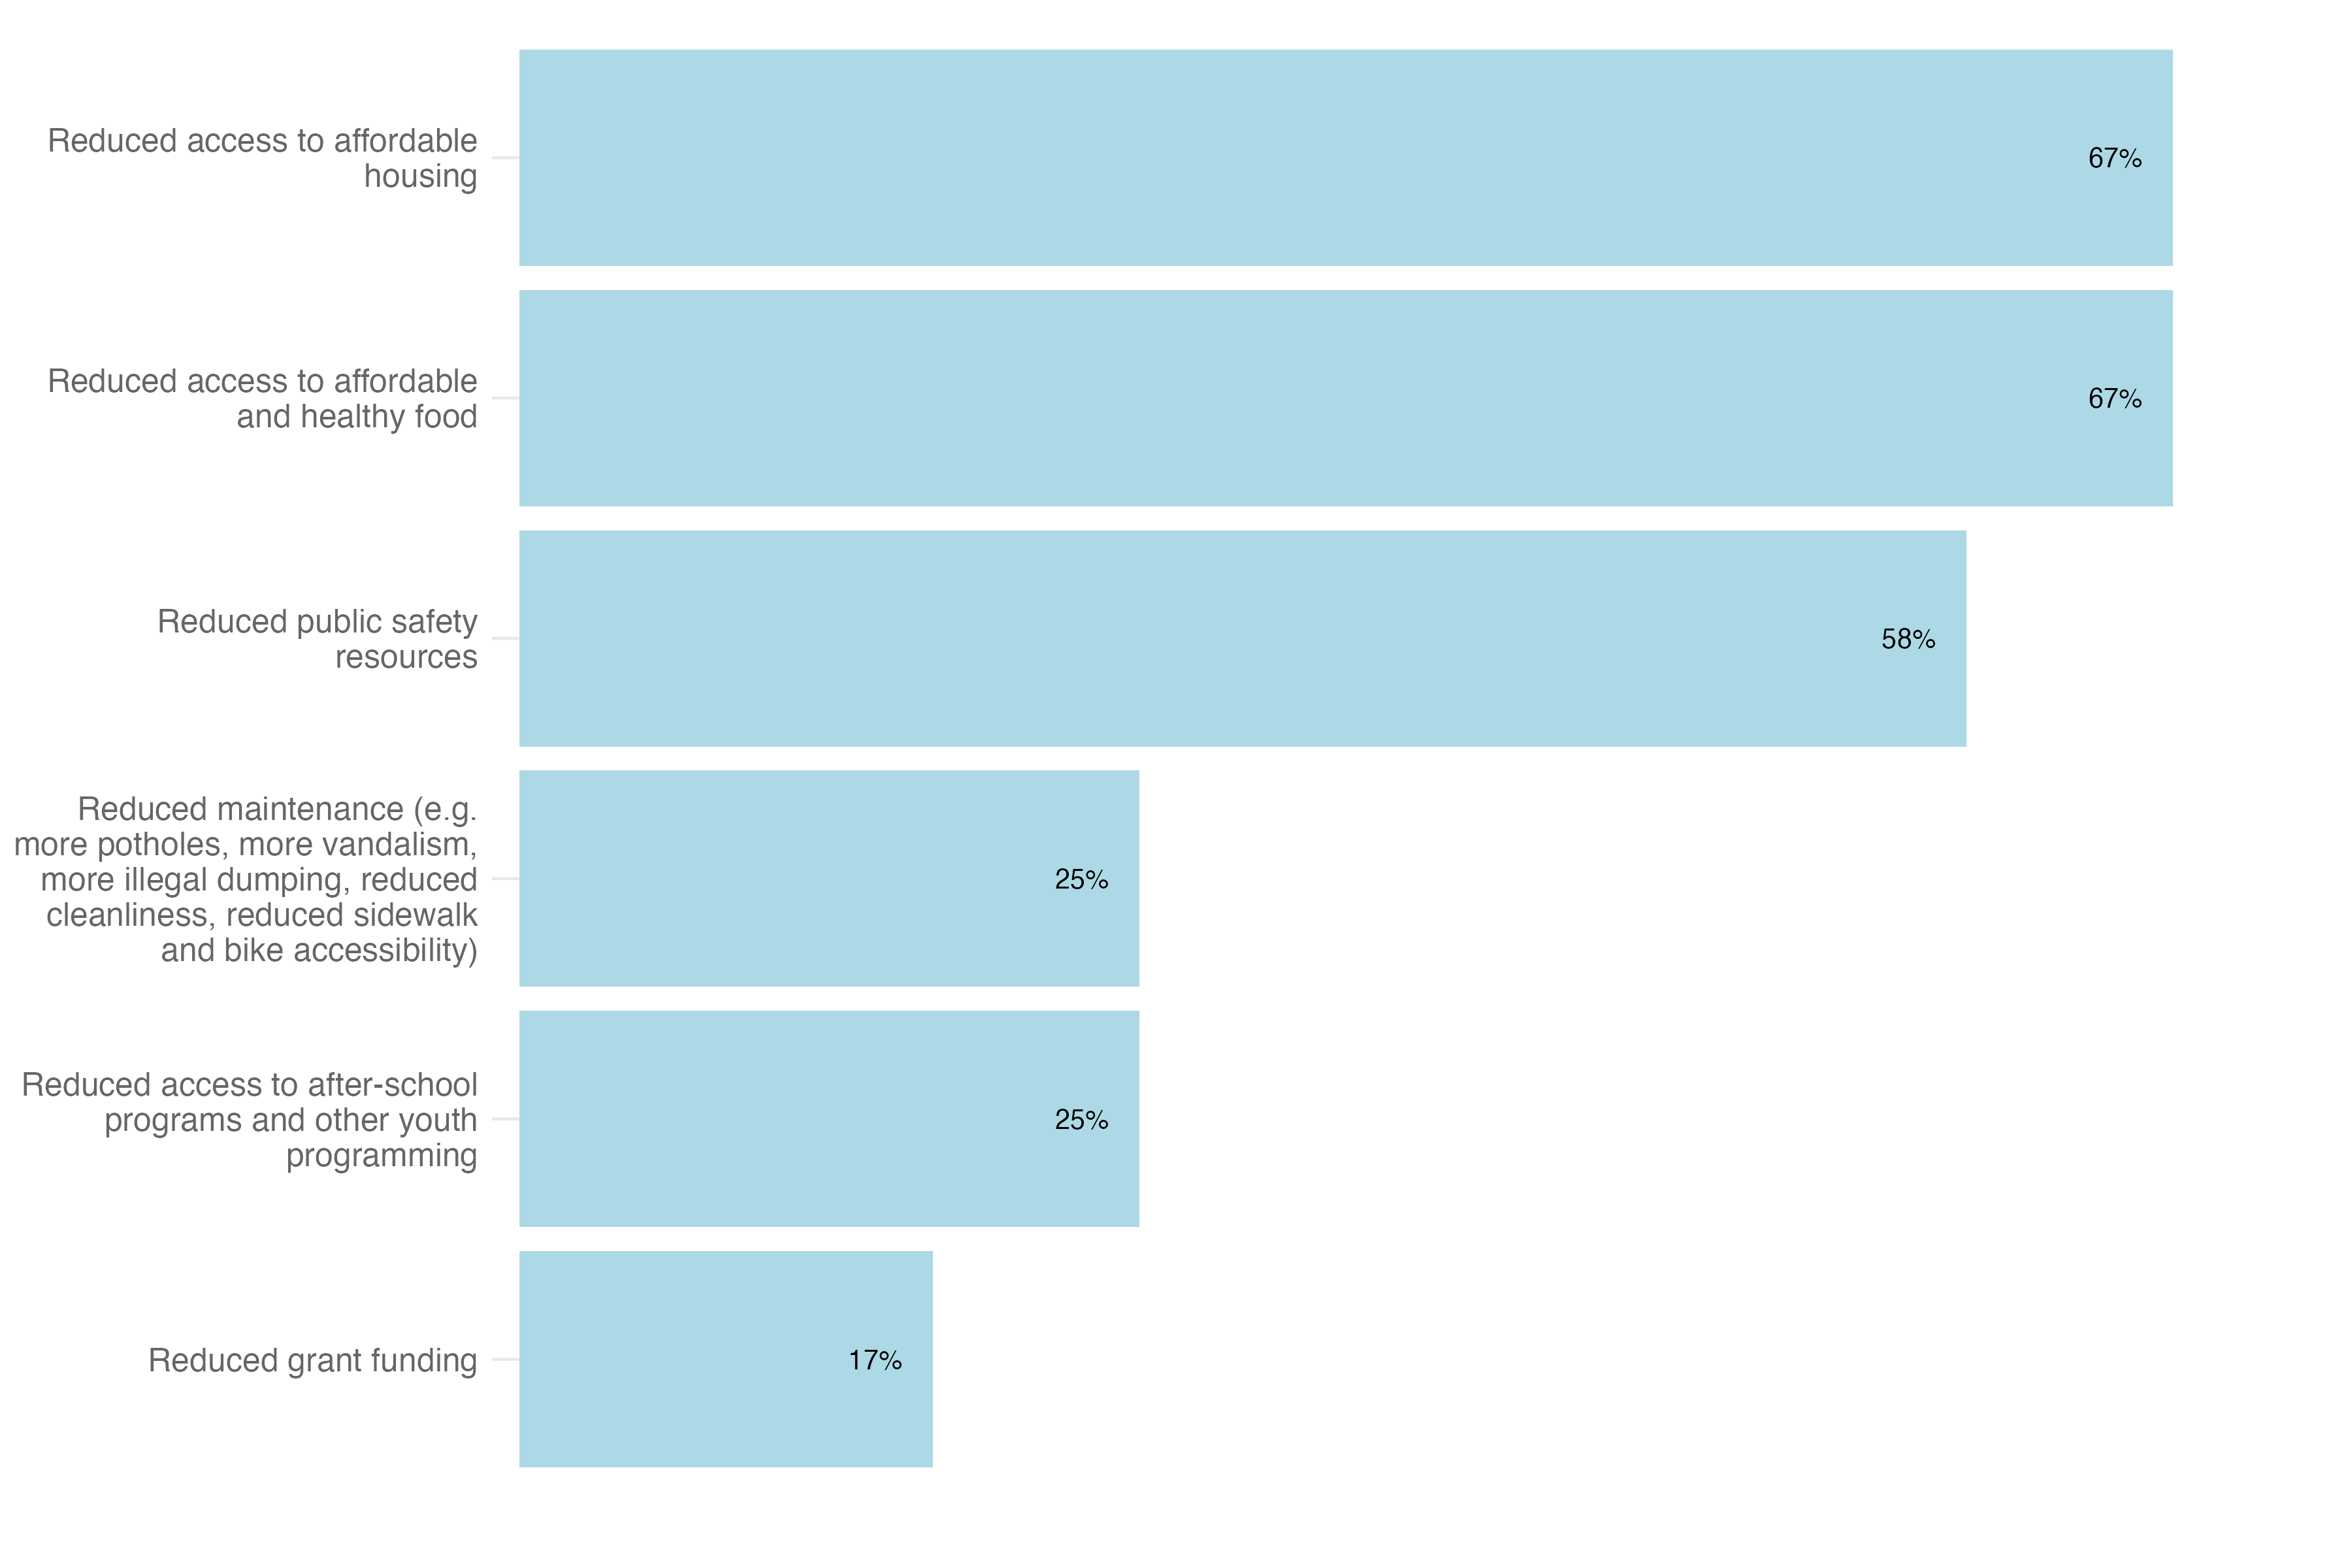 Reduced access to affordable
housing
67%
Reduced access to affordable
and healthy food
67%
Reduced public safety
resources
58%
Reduced maintenance (e.g.
more potholes, more vandalism,
more illegal dumping, reduced
cleanliness, reduced sidewalk
and bike accessibility)
25%
Reduced access to after-school
programs and other youth
programming
25%
Reduced grant funding
17%